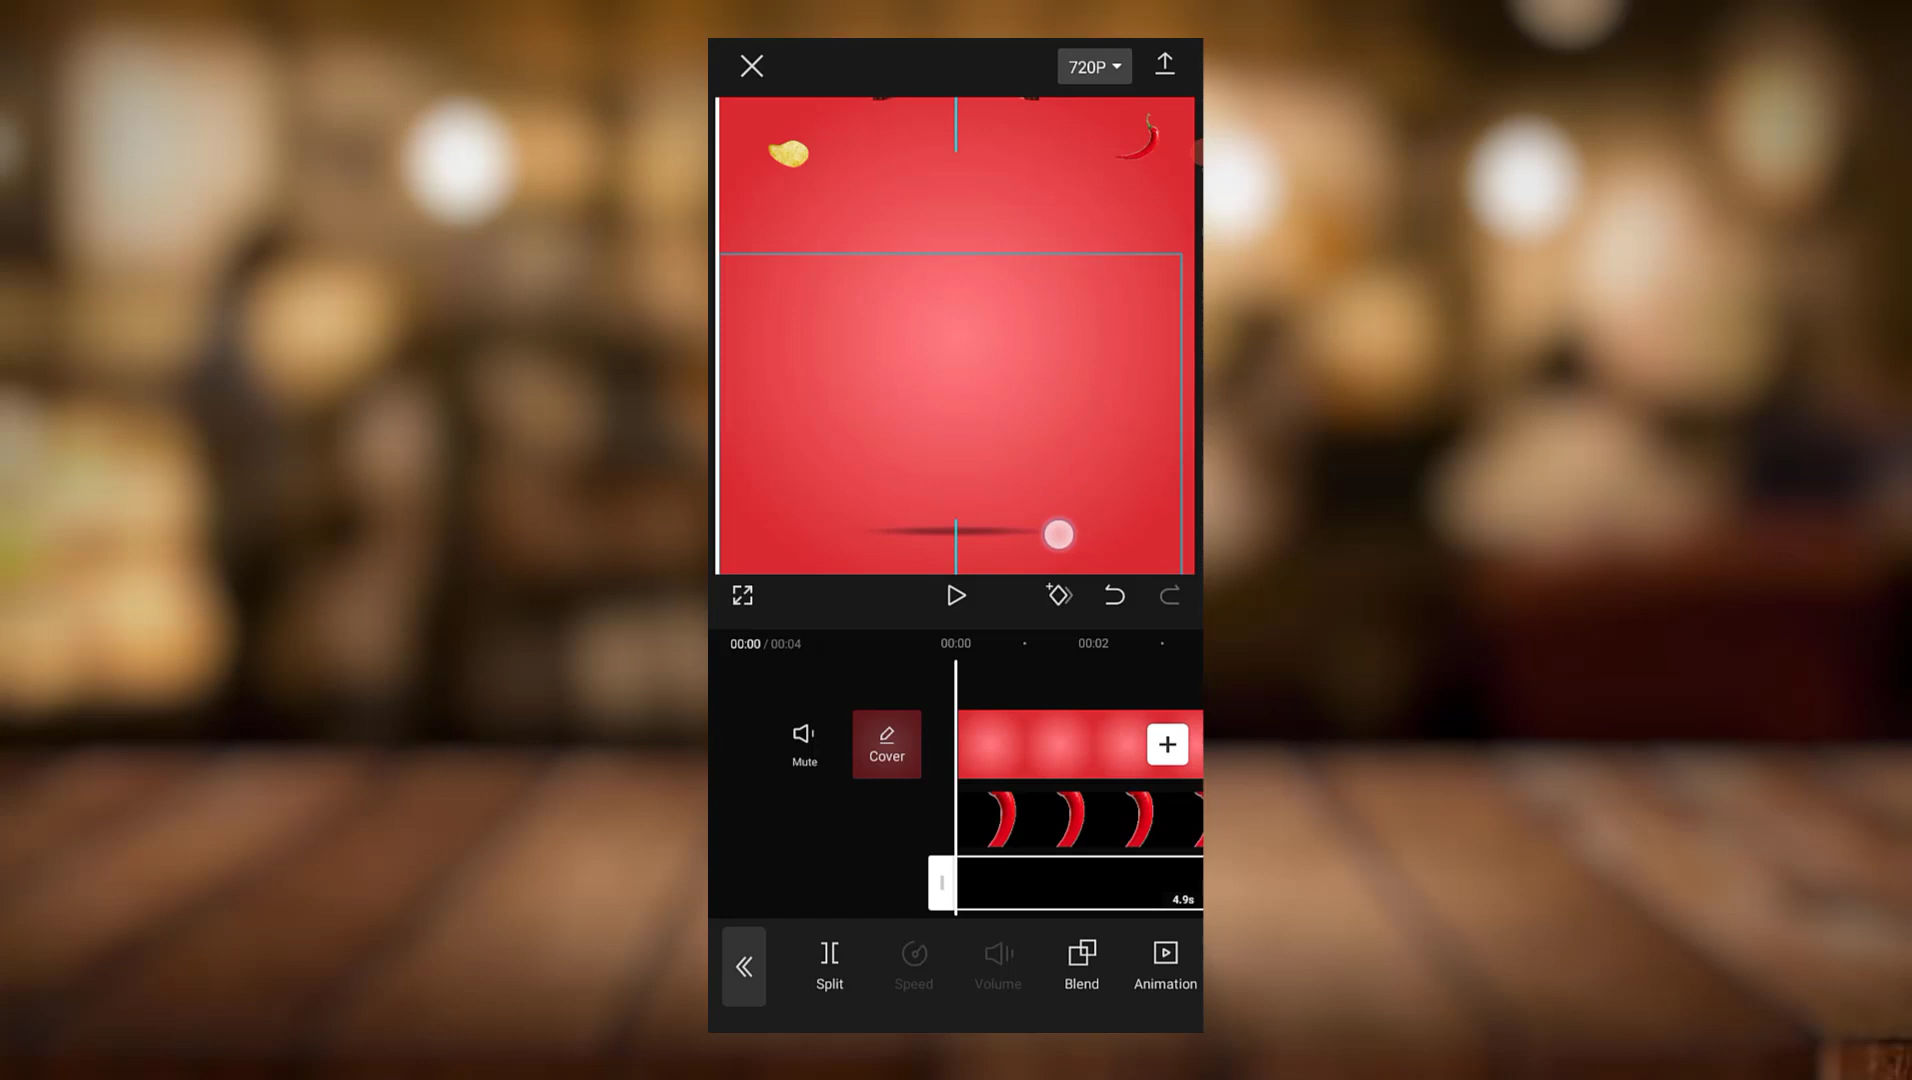 720P
00:00 / 00:04
00:00
00:02
Mute
Cover
4.9s
Split
Speed
Volume
Blend
Animation